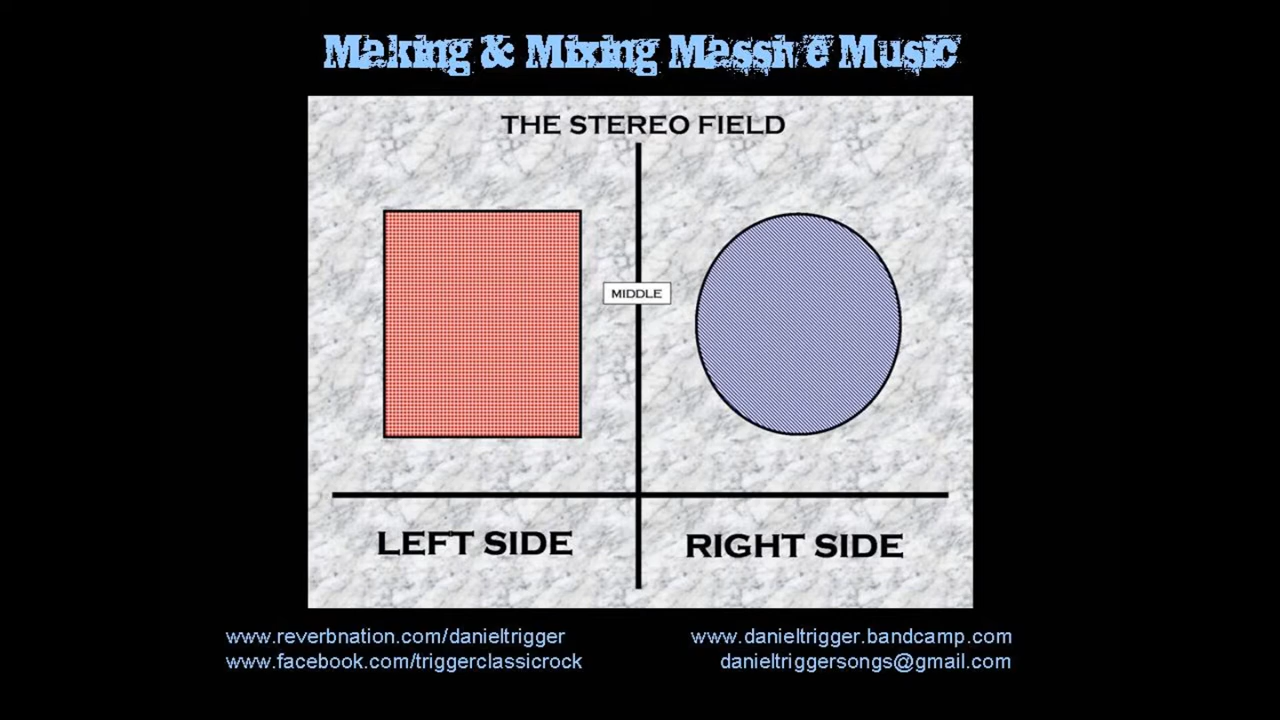 Making & Mixing Massive Music
THE STEREO FIELD
MIDDLE
LEFT SIDE
RIGHT SIDE
www.reverbnation.com/danieltrigger
www.facebook.com/triggerclassicrock
www.danieltrigger.bandcamp.com
danieltriggersongs@gmail.com